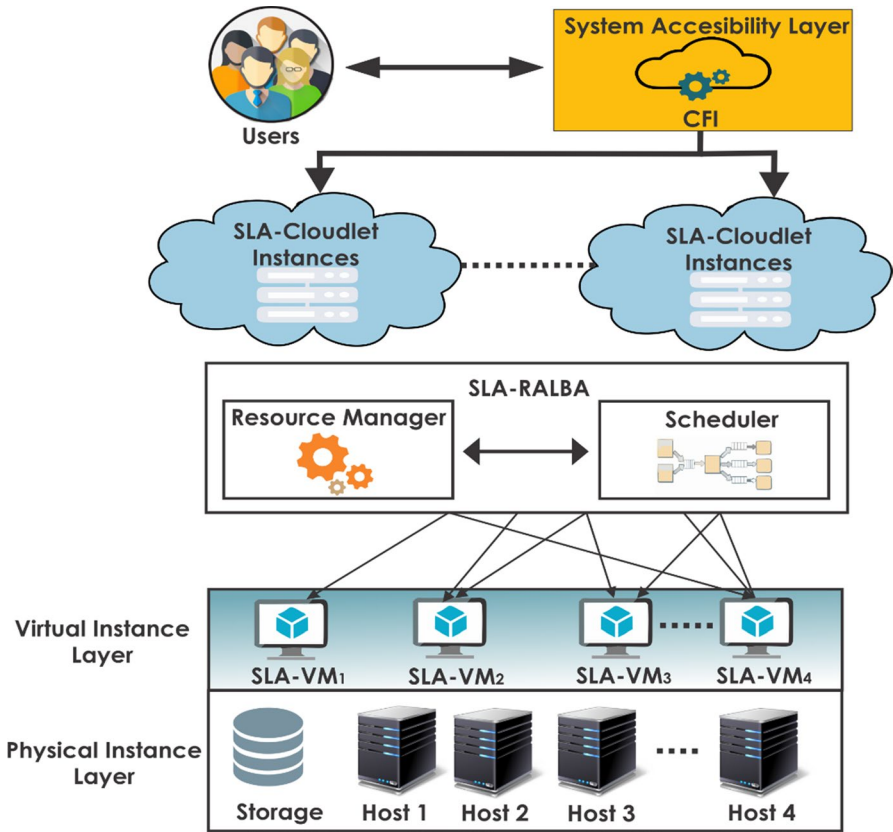 System Accesibility Layer
CFI
Users
SLA-Cloudlet
Instances
SLA-Cloudlet
Instances
SLA-RALBA
Resource Manager
Scheduler
Virtual Instance
Layer
SLA-VM1
SLA-VM2
SLA-VM3
SLA-VM4
Physical Instance
Layer
Storage
Host 1
Host 2
Host 3
Host 4